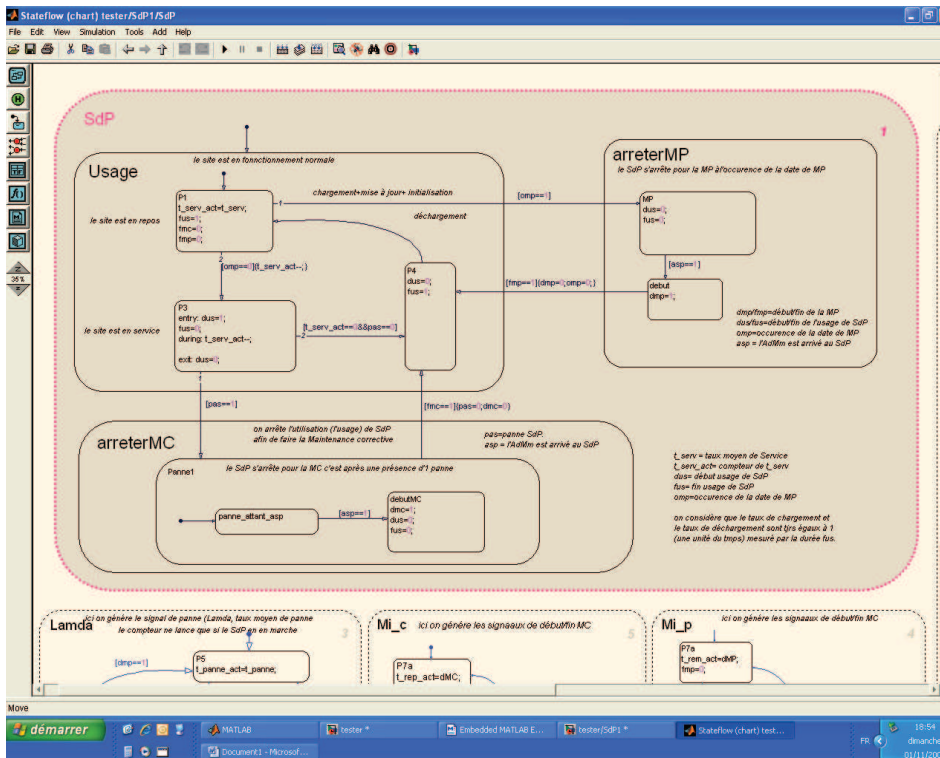 Stateflow (chart) tester/SdP1/SdP
File Edit View Simulation Tools Add Help
SdP
1
le site est en fonctionnement normale
Usage
arreterMP
le SdP s'arrête pour la MP à l'occurence de la date de MP
P1
t_serv_act=t_serv;
fus=1;
fmc=0;
fmp=0;
chargement+mise à jour+ initialisation
1
[omp==1]
MP
dus=0;
fus=0;
le site est en repos
déchargement
2
[omp==0]{t_serv_act--;}
P4
dus=0;
fus=1;
[fmp==1]{dmp=0;omp=0;}
[asp==1]
debut
dmp=1;
35%
P3
entry: dus=1;
fus=0;
during: t_serv_act--;
exit: dus=0;
le site est en service
[t_serv_act==0&&pas==0]
2
dmp/fmp=début/fin de la MP
dus/fus=début/fin de l'usage de SdP
omp=occurence de la date de MP
asp = l'AdMm est arrivé au SdP
1
[pas==1]
[fmc==1]{pas=0;dmc=0}
arreterMC
on arrête l'utilisation (l'usage) de SdP
afin de faire la Maintenance corrective
pas=panne SdP.
asp = l'AdMm est arrivé au SdP
Panne1
le SdP s'arrête pour la MC c'est après une présence d'1 panne
panne_attant_asp
[asp==1]
debutMC
dmc=1;
dus=0;
fus=0;
t_serv = taux moyen de Service
t_serv_act= compteur de t_serv
dus= début usage de SdP
fus= fin usage de SdP
omp=occurence de la date de MP
on considère que le taux de chargement et
le taux de déchargement sont tjrs égaux à 1
(une unité du tmps) mesuré par la durée fus.
Lamda
ici on génère le signal de panne (Lamda, taux moyen de panne
le compteur ne lance que si le SdP en en marche
3
[dmp==1]
P5
t_panne_act=t_panne;
Mi_c
ici on génère les signaaux de début/fin MC
5
P7a
t_rep_act=dMC;
Mi_p
ici on génère les signaaux de début/fin MC
4
P7a
t_rem_act=dMP;
fmp=0;
Move
démarrer
MATLAB
tester *
Embedded MATLAB E...
tester/SdP1 *
Stateflow (chart) test...
Document1 - Microsof...
FR
18:54
dimanche
01/11/200